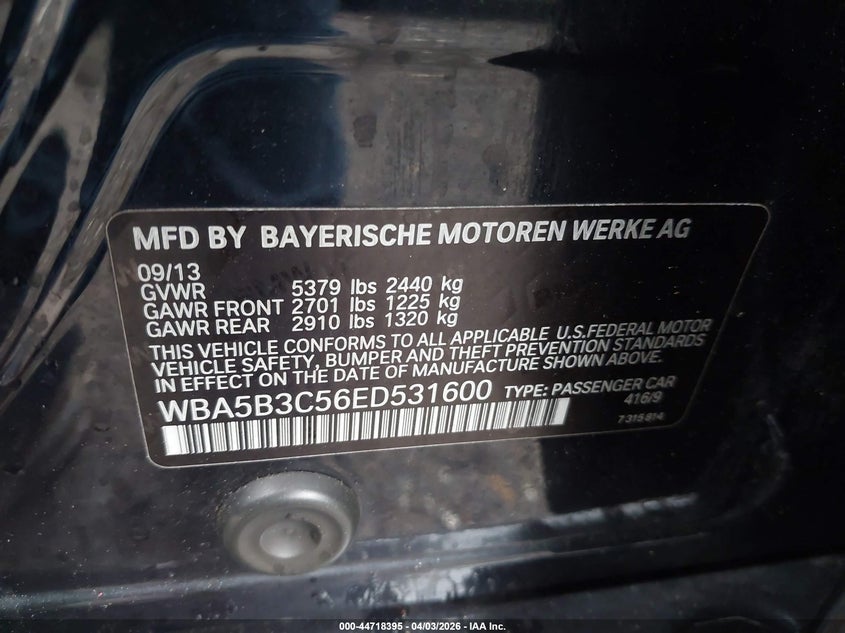 MFD BY BAYERISCHE MOTOREN WERKE AG
09/13
GVWR 5379 lbs 2440 kg
GAWR FRONT 2701 lbs 1225 kg
GAWR REAR 2910 lbs 1320 kg
THIS VEHICLE CONFORMS TO ALL APPLICABLE U.S.FEDERAL MOTOR
VEHICLE SAFETY, BUMPER AND THEFT PREVENTION STANDARDS
IN EFFECT ON THE DATE OF MANUFACTURE SHOWN ABOVE.
WBA5B3C56ED531600 TYPE: PASSENGER CAR
416/9
7315814
000-44718395 - 04/03/2026 - IAA Inc.